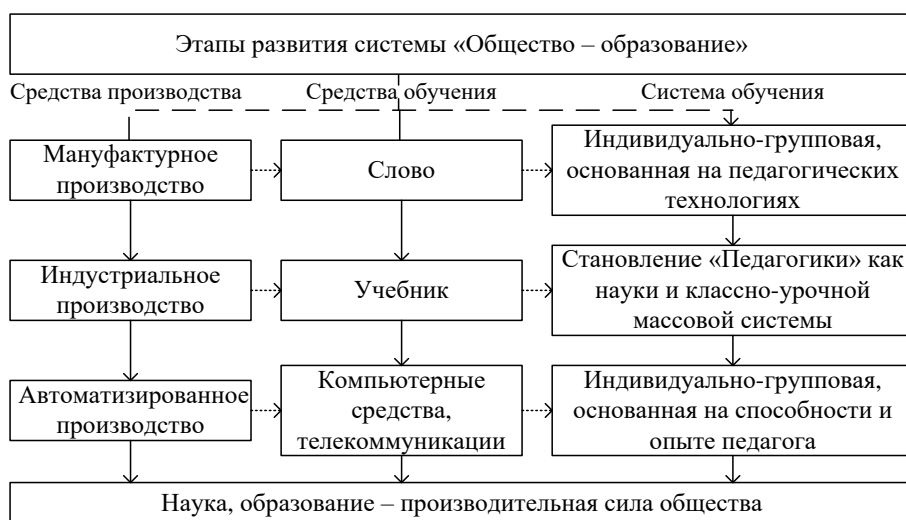 Этапы развития системы «Общество – образование»
Средства производства
Средства обучения
Система обучения
Мануфактурное
производство
Слово
Индивидуально-групповая,
основанная на педагогических
технологиях
Индустриальное
производство
Учебник
Становление «Педагогики» как
науки и классно-урочной
массовой системы
Автоматизированное
производство
Компьютерные
средства,
телекоммуникации
Индивидуально-групповая,
основанная на способности и
опыте педагога
Наука, образование – производительная сила общества